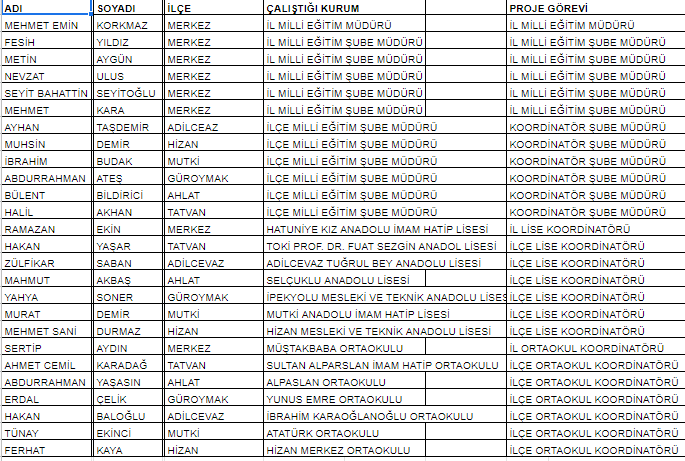 ADI SOYADI İLÇE ÇALIŞTIĞI KURUM PROJE GÖREVİ
MEHMET EMİN KORKMAZ MERKEZ İL MİLLİ EĞİTİM MÜDÜRÜ İL MİLLİ EĞİTİM MÜDÜRÜ
FESİH YILDIZ MERKEZ İL MİLLİ EĞİTİM ŞUBE MÜDÜRÜ İL MİLLİ EĞİTİM ŞUBE MÜDÜRÜ
METİN AYGÜN MERKEZ İL MİLLİ EĞİTİM ŞUBE MÜDÜRÜ İL MİLLİ EĞİTİM ŞUBE MÜDÜRÜ
NEVZAT ULUS MERKEZ İL MİLLİ EĞİTİM ŞUBE MÜDÜRÜ İL MİLLİ EĞİTİM ŞUBE MÜDÜRÜ
SEYİT BAHATTİN SEYİTOĞLU MERKEZ İL MİLLİ EĞİTİM ŞUBE MÜDÜRÜ İL MİLLİ EĞİTİM ŞUBE MÜDÜRÜ
MEHMET KARA MERKEZ İL MİLLİ EĞİTİM ŞUBE MÜDÜRÜ İL MİLLİ EĞİTİM ŞUBE MÜDÜRÜ
AYHAN TAŞDEMİR ADİLCEAZ İLÇE MİLLİ EĞİTİM ŞUBE MÜDÜRÜ KOORDİNATÖR ŞUBE MÜDÜRÜ
MUHSİN DEMİR HİZAN İLÇE MİLLİ EĞİTİM ŞUBE MÜDÜRÜ KOORDİNATÖR ŞUBE MÜDÜRÜ
İBRAHİM BUDAK MUTKİ İLÇE MİLLİ EĞİTİM ŞUBE MÜDÜRÜ KOORDİNATÖR ŞUBE MÜDÜRÜ
ABDURRAHMAN ATEŞ GÜROYMAK İLÇE MİLLİ EĞİTİM ŞUBE MÜDÜRÜ KOORDİNATÖR ŞUBE MÜDÜRÜ
BÜLENT BİLDİRİCİ AHLAT İLÇE MİLLİ EĞİTİM ŞUBE MÜDÜRÜ KOORDİNATÖR ŞUBE MÜDÜRÜ
HALİL AKHAN TATVAN İLÇE MİLLİ EĞİTİM ŞUBE MÜDÜRÜ KOORDİNATÖR ŞUBE MÜDÜRÜ
RAMAZAN EKİN MERKEZ HATUNİYE KIZ ANADOLU İMAM HATİP LİSESİ İL LİSE KOORDİNATÖRÜ
HAKAN YAŞAR TATVAN TOKİ PROF. DR. FUAT SEZGİN ANADOL LİSESİ İLÇE LİSE KOORDİNATÖRÜ
ZÜLFİKAR SABAN ADİLCEVAZ ADİLCEVAZ TUĞRUL BEY ANADOLU LİSESİ İLÇE LİSE KOORDİNATÖRÜ
MAHMUT AKBAŞ AHLAT SELÇUKLU ANADOLU LİSESİ İLÇE LİSE KOORDİNATÖRÜ
YAHYA SONER GÜROYMAK İPEKYOLU MESLEKİ VE TEKNİK ANADOLU LİSES İLÇE LİSE KOORDİNATÖRÜ
MURAT DEMİR MUTKİ MUTKİ ANADOLU İMAM HATİP LİSESİ İLÇE LİSE KOORDİNATÖRÜ
MEHMET SANİ DURMAZ HİZAN HİZAN MESLEKİ VE TEKNİK ANADOLU LİSESİ İLÇE LİSE KOORDİNATÖRÜ
SERTİP AYDIN MERKEZ MÜŞTAKBABA ORTAOKULU İL ORTAOKUL KOORDİNATÖRÜ
AHMET CEMİL KARADAĞ TATVAN SULTAN ALPARSLAN İMAM HATİP ORTAOKULU İLÇE ORTAOKUL KOORDİNATÖRÜ
ABDURRAHMAN YAŞASIN AHLAT ALPASLAN ORTAOKULU İLÇE ORTAOKUL KOORDİNATÖRÜ
ERDAL ÇELİK GÜROYMAK YUNUS EMRE ORTAOKULU İLÇE ORTAOKUL KOORDİNATÖRÜ
HAKAN BALOĞLU ADİLCEVAZ İBRAHİM KARAOĞLANOĞLU ORTAOKULU İLÇE ORTAOKUL KOORDİNATÖRÜ
TÜNAY EKİNCİ MUTKİ ATATÜRK ORTAOKULU İLÇE ORTAOKUL KOORDİNATÖRÜ
FERHAT KAYA HİZAN HİZAN MERKEZ ORTAOKULU İLÇE ORTAOKUL KOORDİNATÖRÜ